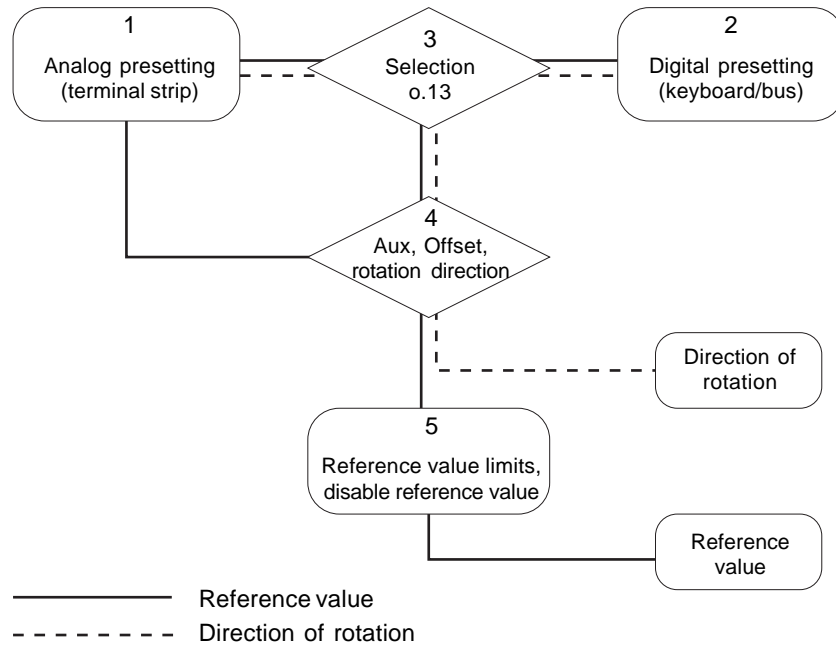 1
Analog presetting
(terminal strip)
3
Selection
o.13
2
Digital presetting
(keyboard/bus)
4
Aux, Offset,
rotation direction
Direction of
rotation
5
Reference value limits,
disable reference value
Reference
value
Reference value
Direction of rotation